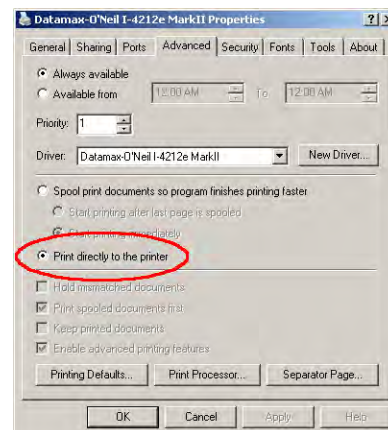 Datamax-O'Neil I-4212e MarkII Properties
General Sharing Ports Advanced Security Fonts Tools About
Always available
Available from 12:00 AM To 12:00 AM
Priority: 1
Driver: Datamax-O'Neil I-4212e MarkII New Driver...
Spool print documents so program finishes printing faster
Start printing after last page is spooled
Start printing immediately
Print directly to the printer
Hold mismatched documents
Print spooled documents first
Keep printed documents
Enable advanced printing features
Printing Defaults... Print Processor... Separator Page...
OK Cancel Apply Help